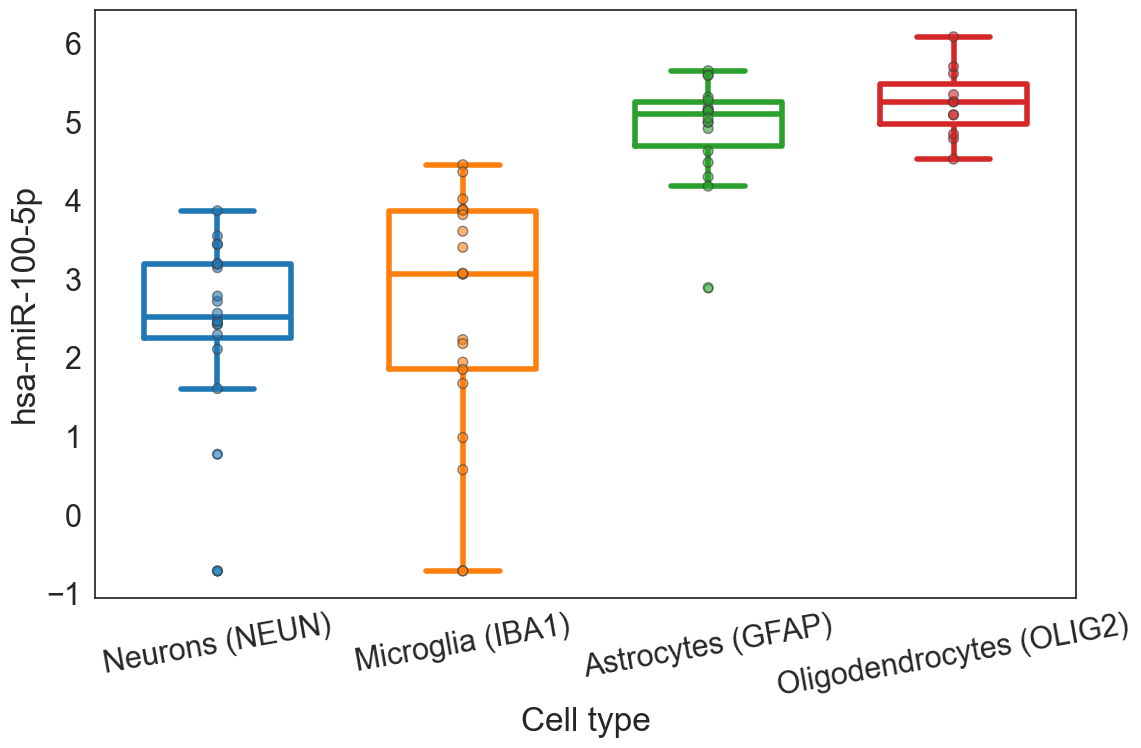 hsa-miR-100-5p
6
5
4
3
2
1
0
−1
Neurons (NEUN)
Microglia (IBA1)
Astrocytes (GFAP)
Oligodendrocytes (OLIG2)
Cell type